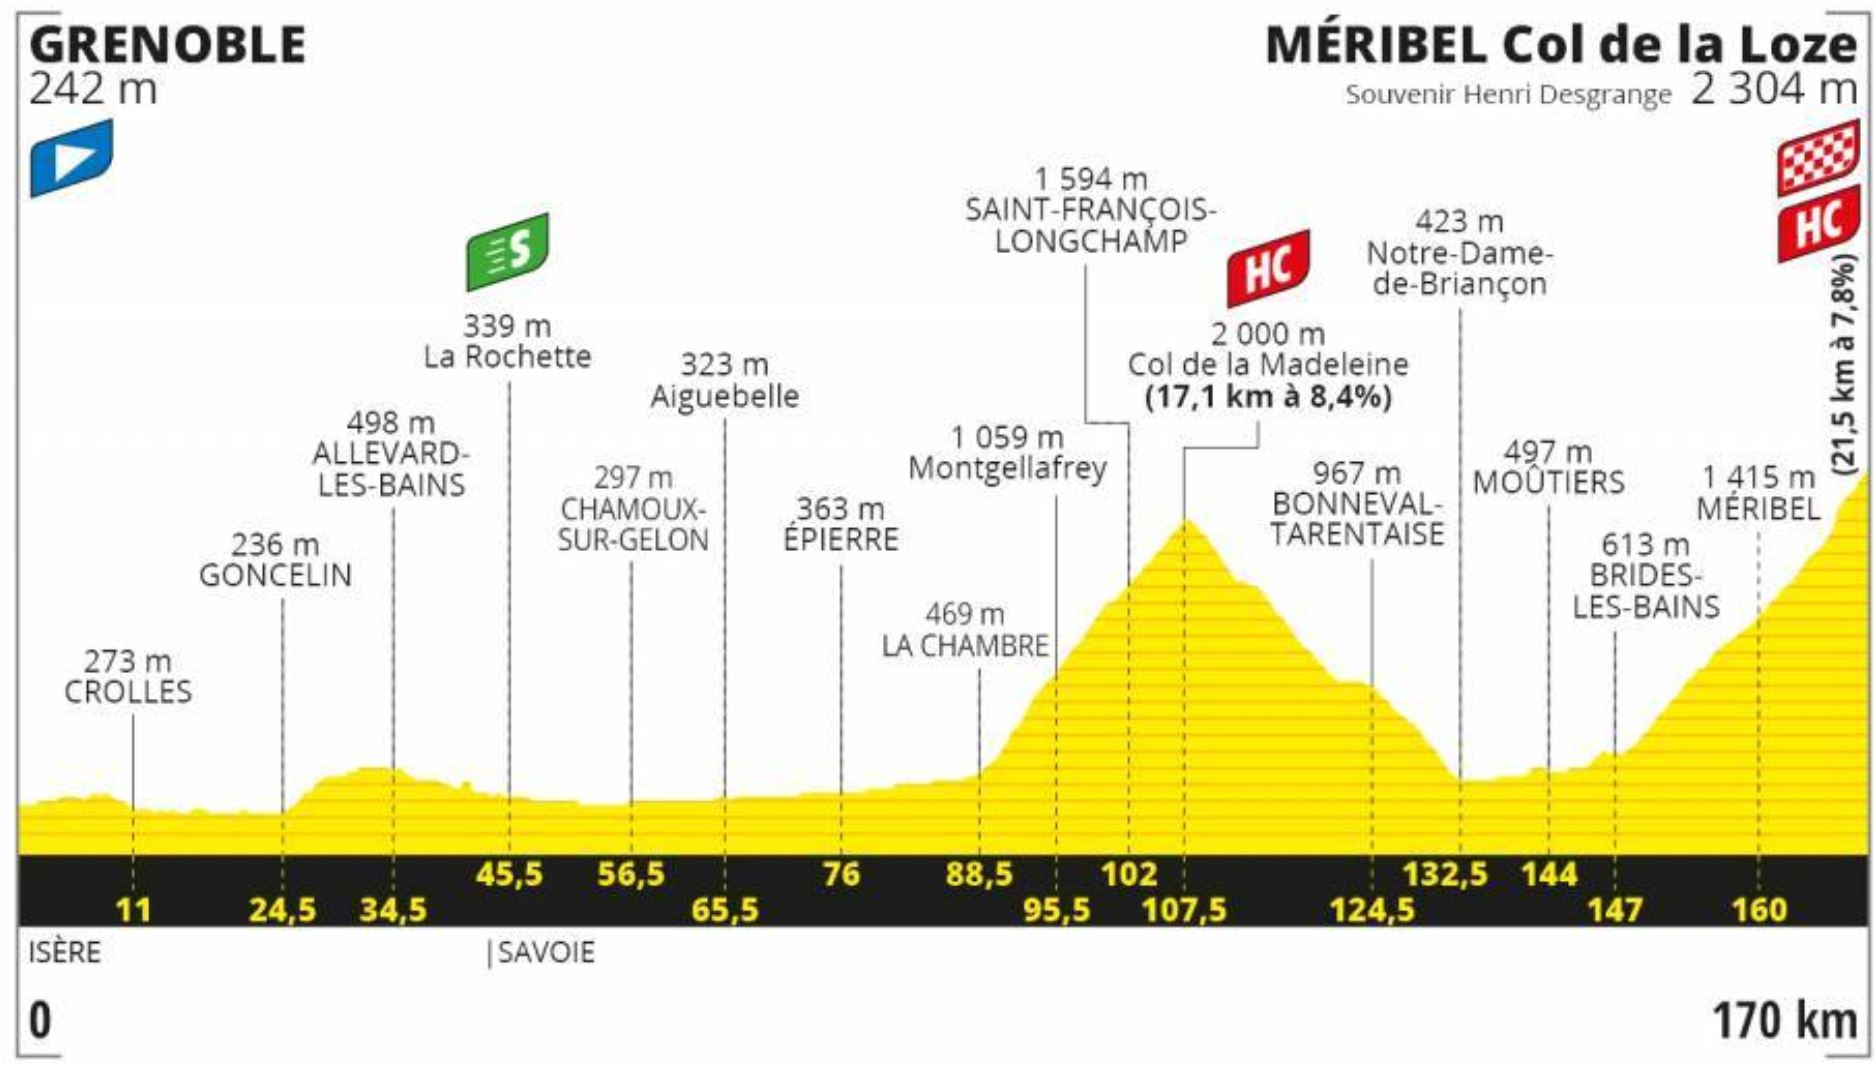 GRENOBLE
242 m
MÉRIBEL Col de la Loze
Souvenir Henri Desgrange 2 304 m
HC
(21,5 km à 7,8%)
S
273 m
CROLLES
236 m
GONCELIN
498 m
ALLEVARD-
LES-BAINS
339 m
La Rochette
297 m
CHAMOUX-
SUR-GELON
323 m
Aiguebelle
363 m
ÉPIERRE
469 m
LA CHAMBRE
1 059 m
Montgellafrey
1 594 m
SAINT-FRANÇOIS-
LONGCHAMP
HC
2 000 m
Col de la Madeleine
(17,1 km à 8,4%)
967 m
BONNEVAL-
TARENTAISE
423 m
Notre-Dame-
de-Briançon
497 m
MOÛTIERS
613 m
BRIDES-
LES-BAINS
1 415 m
MÉRIBEL
45,5 56,5 76 88,5 102 132,5 144
11 24,5 34,5 65,5 95,5 107,5 124,5 147 160
ISÈRE |SAVOIE
0 170 km